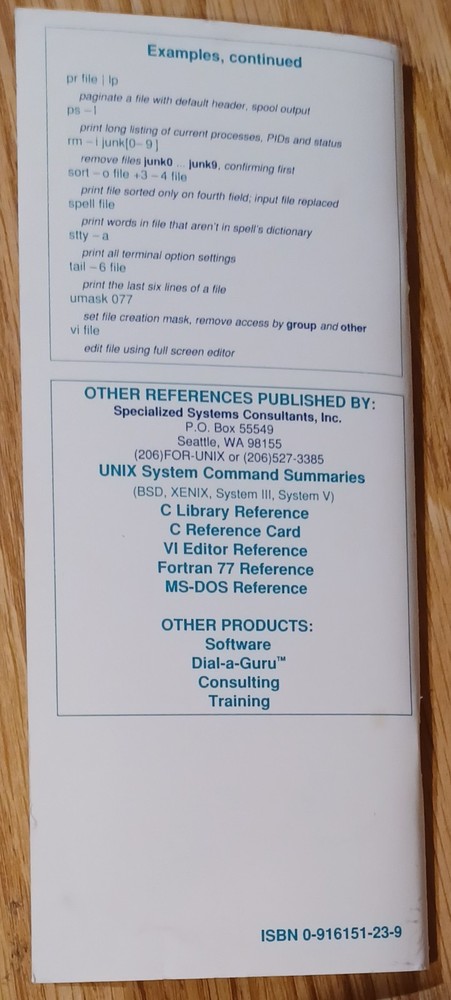 Examples, continued
pr file | lp
paginate a file with default header, spool output
ps – l
print long listing of current processes, PIDs and status
rm – i junk[0– 9]
remove files junk0 ... junk9, confirming first
sort – o file +3 – 4 file
print file sorted only on fourth field; input file replaced
spell file
print words in file that aren't in spell's dictionary
stty – a
print all terminal option settings
tail – 6 file
print the last six lines of a file
umask 077
set file creation mask, remove access by group and other
vi file
edit file using full screen editor
OTHER REFERENCES PUBLISHED BY:
Specialized Systems Consultants, Inc.
P.O. Box 55549
Seattle, WA 98155
(206)FOR-UNIX or (206)527-3385
UNIX System Command Summaries
(BSD, XENIX, System III, System V)
C Library Reference
C Reference Card
VI Editor Reference
Fortran 77 Reference
MS-DOS Reference
OTHER PRODUCTS:
Software
Dial-a-Guru™
Consulting
Training
ISBN 0-916151-23-9